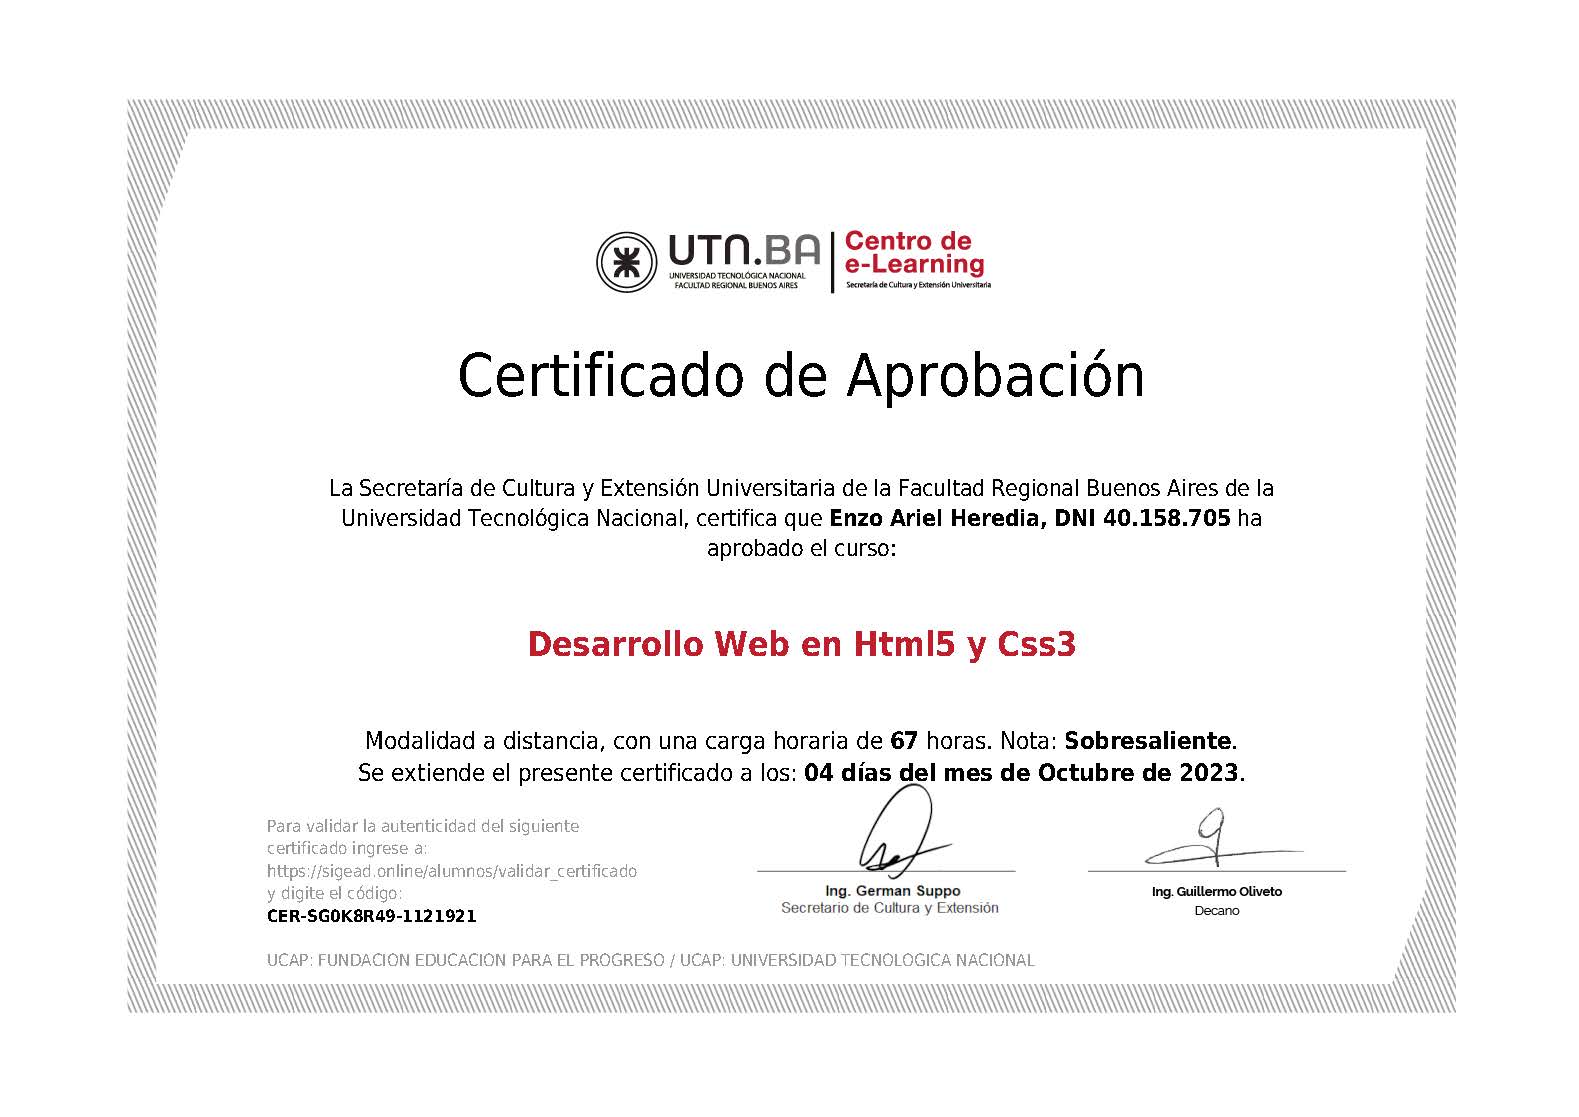 UTN.BA
UNIVERSIDAD TECNOLÓGICA NACIONAL
FACULTAD REGIONAL BUENOS AIRES
Centro de
e-Learning
Secretaría de Cultura y Extensión Universitaria
Certificado de Aprobación
La Secretaría de Cultura y Extensión Universitaria de la Facultad Regional Buenos Aires de la
Universidad Tecnológica Nacional, certifica que Enzo Ariel Heredia, DNI 40.158.705 ha
aprobado el curso:
Desarrollo Web en Html5 y Css3
Modalidad a distancia, con una carga horaria de 67 horas. Nota: Sobresaliente.
Se extiende el presente certificado a los: 04 días del mes de Octubre de 2023.
Para validar la autenticidad del siguiente
certificado ingrese a:
https://sigead.online/alumnos/validar_certificado
y digite el código:
CER-SG0K8R49-1121921
Ing. German Suppo
Secretario de Cultura y Extensión
Ing. Guillermo Oliveto
Decano
UCAP: FUNDACION EDUCACION PARA EL PROGRESO / UCAP: UNIVERSIDAD TECNOLOGICA NACIONAL